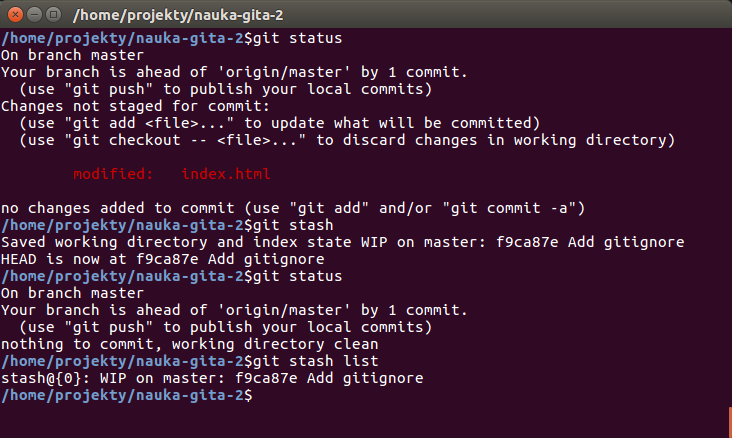 /home/projekty/nauka-gita-2
/home/projekty/nauka-gita-2$git status
On branch master
Your branch is ahead of 'origin/master' by 1 commit.
  (use "git push" to publish your local commits)
Changes not staged for commit:
  (use "git add <file>..." to update what will be committed)
  (use "git checkout -- <file>..." to discard changes in working directory)
        modified:   index.html
no changes added to commit (use "git add" and/or "git commit -a")
/home/projekty/nauka-gita-2$git stash
Saved working directory and index state WIP on master: f9ca87e Add gitignore
HEAD is now at f9ca87e Add gitignore
/home/projekty/nauka-gita-2$git status
On branch master
Your branch is ahead of 'origin/master' by 1 commit.
  (use "git push" to publish your local commits)
nothing to commit, working directory clean
/home/projekty/nauka-gita-2$git stash list
stash@{0}: WIP on master: f9ca87e Add gitignore
/home/projekty/nauka-gita-2$